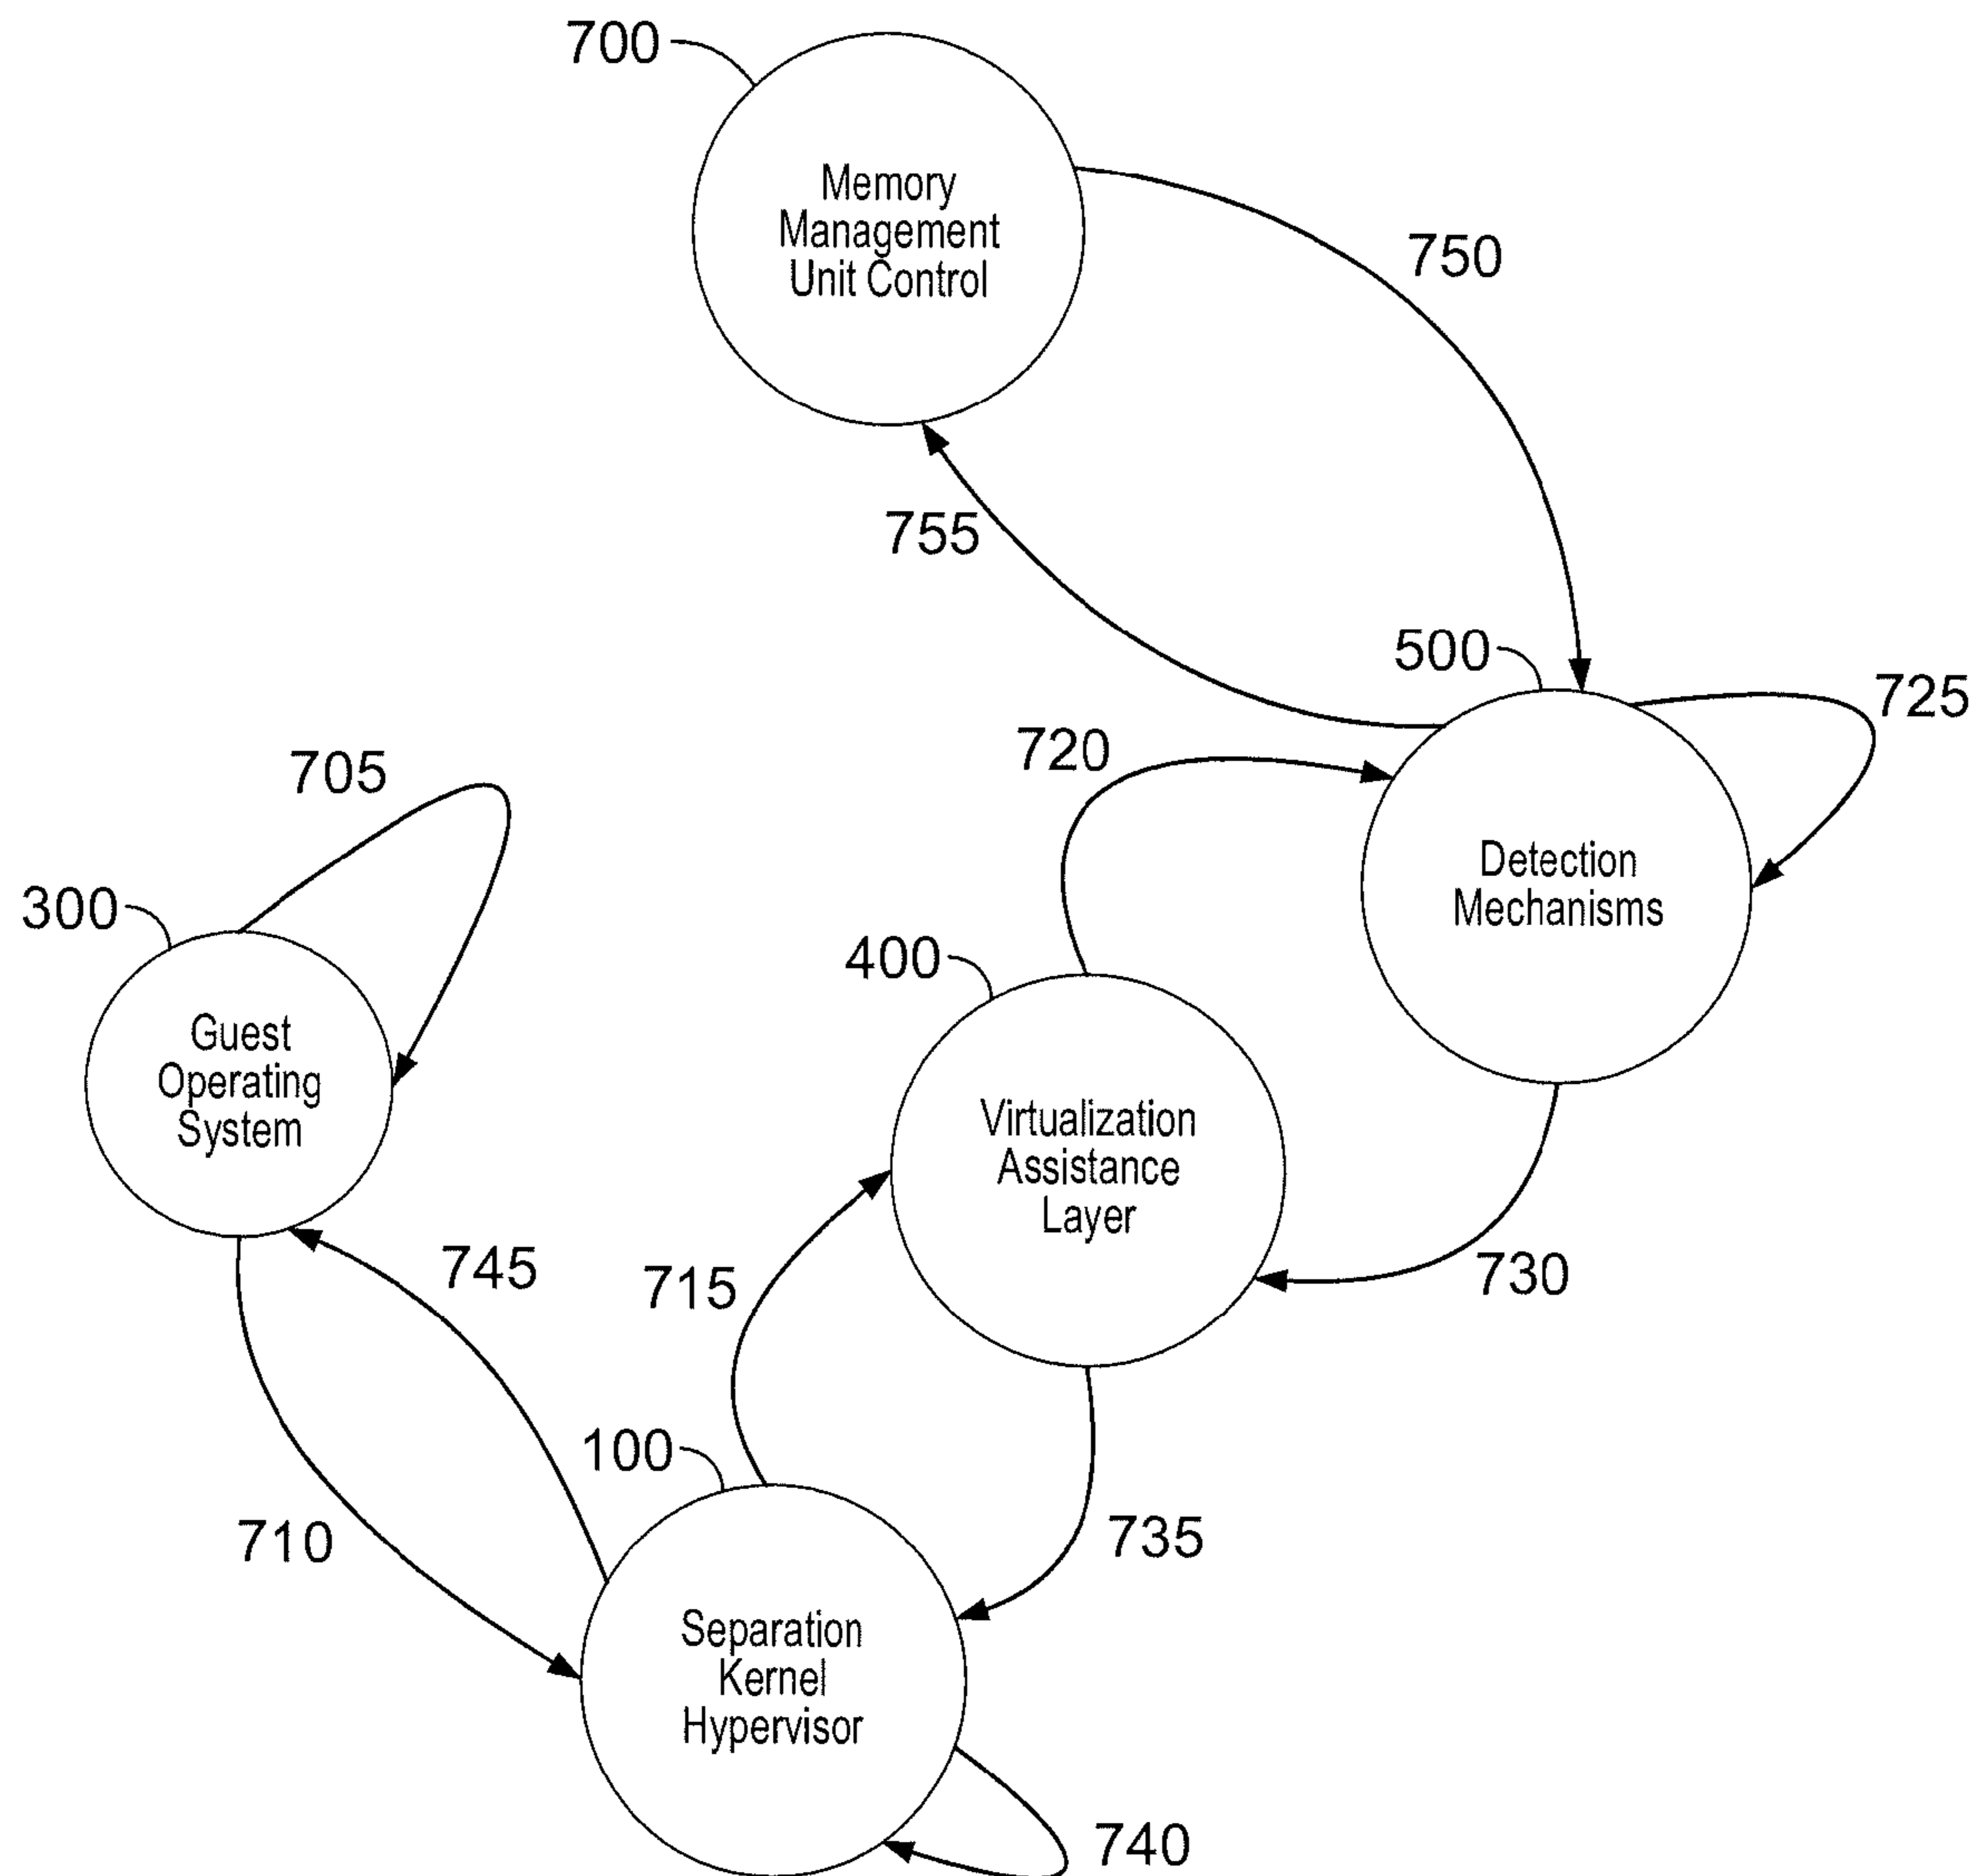 700
Memory
Management
Unit Control
750
755
500
725
720
Detection
Mechanisms
705
300
400
Guest
Operating
System
Virtualization
Assistance
Layer
745
715
730
100
710
735
Separation
Kernel
Hypervisor
740